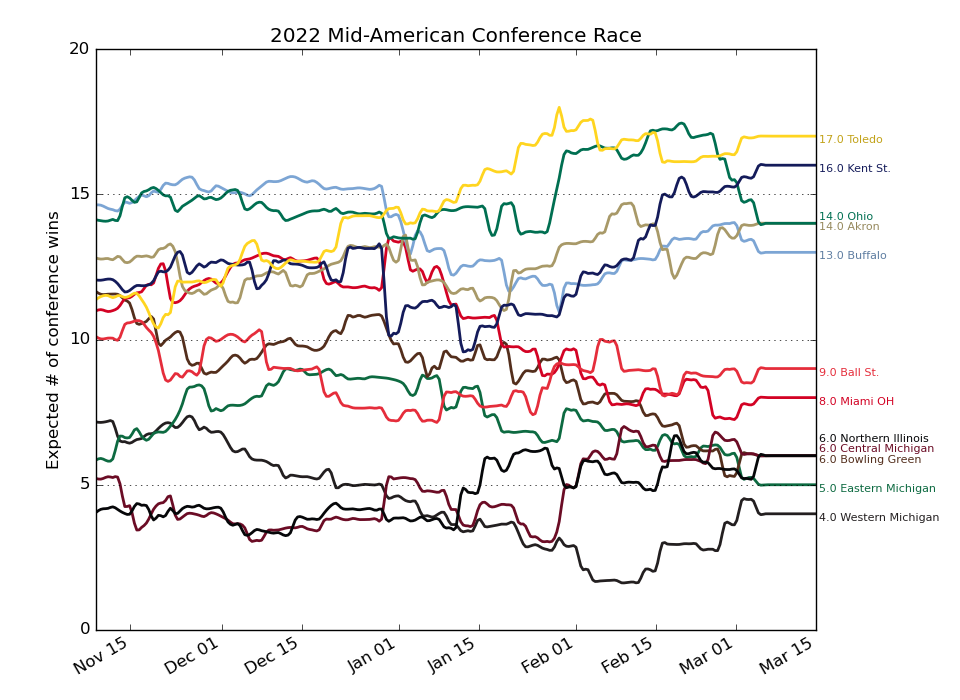 2022 Mid-American Conference Race
Expected # of conference wins
20
15
10
5
0
17.0 Toledo
16.0 Kent St.
14.0 Ohio
14.0 Akron
13.0 Buffalo
9.0 Ball St.
8.0 Miami OH
6.0 Northern Illinois
6.0 Central Michigan
6.0 Bowling Green
5.0 Eastern Michigan
4.0 Western Michigan
Nov 15
Dec 01
Dec 15
Jan 01
Jan 15
Feb 01
Feb 15
Mar 01
Mar 15